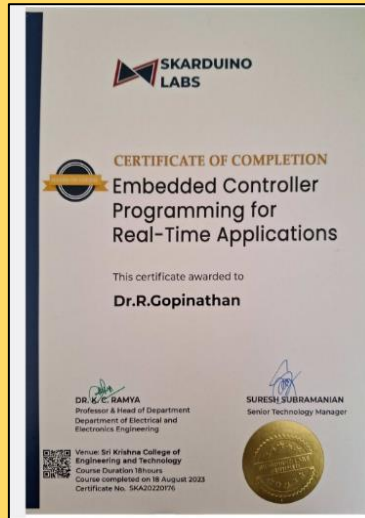 SKARDUINO
LABS
CERTIFICATE OF COMPLETION
Embedded Controller
Programming for
Real-Time Applications
This certificate awarded to
Dr.R.Gopinathan
DR. K. C. RAMYA
Professor & Head of Department
Department of Electrical and
Electronics Engineering
SURESH SUBRAMANIAN
Senior Technology Manager
Venue: Sri Krishna College of
Engineering and Technology
Course Duration 18hours
Course completed on 18 August 2023
Certificate No. SKA20220176